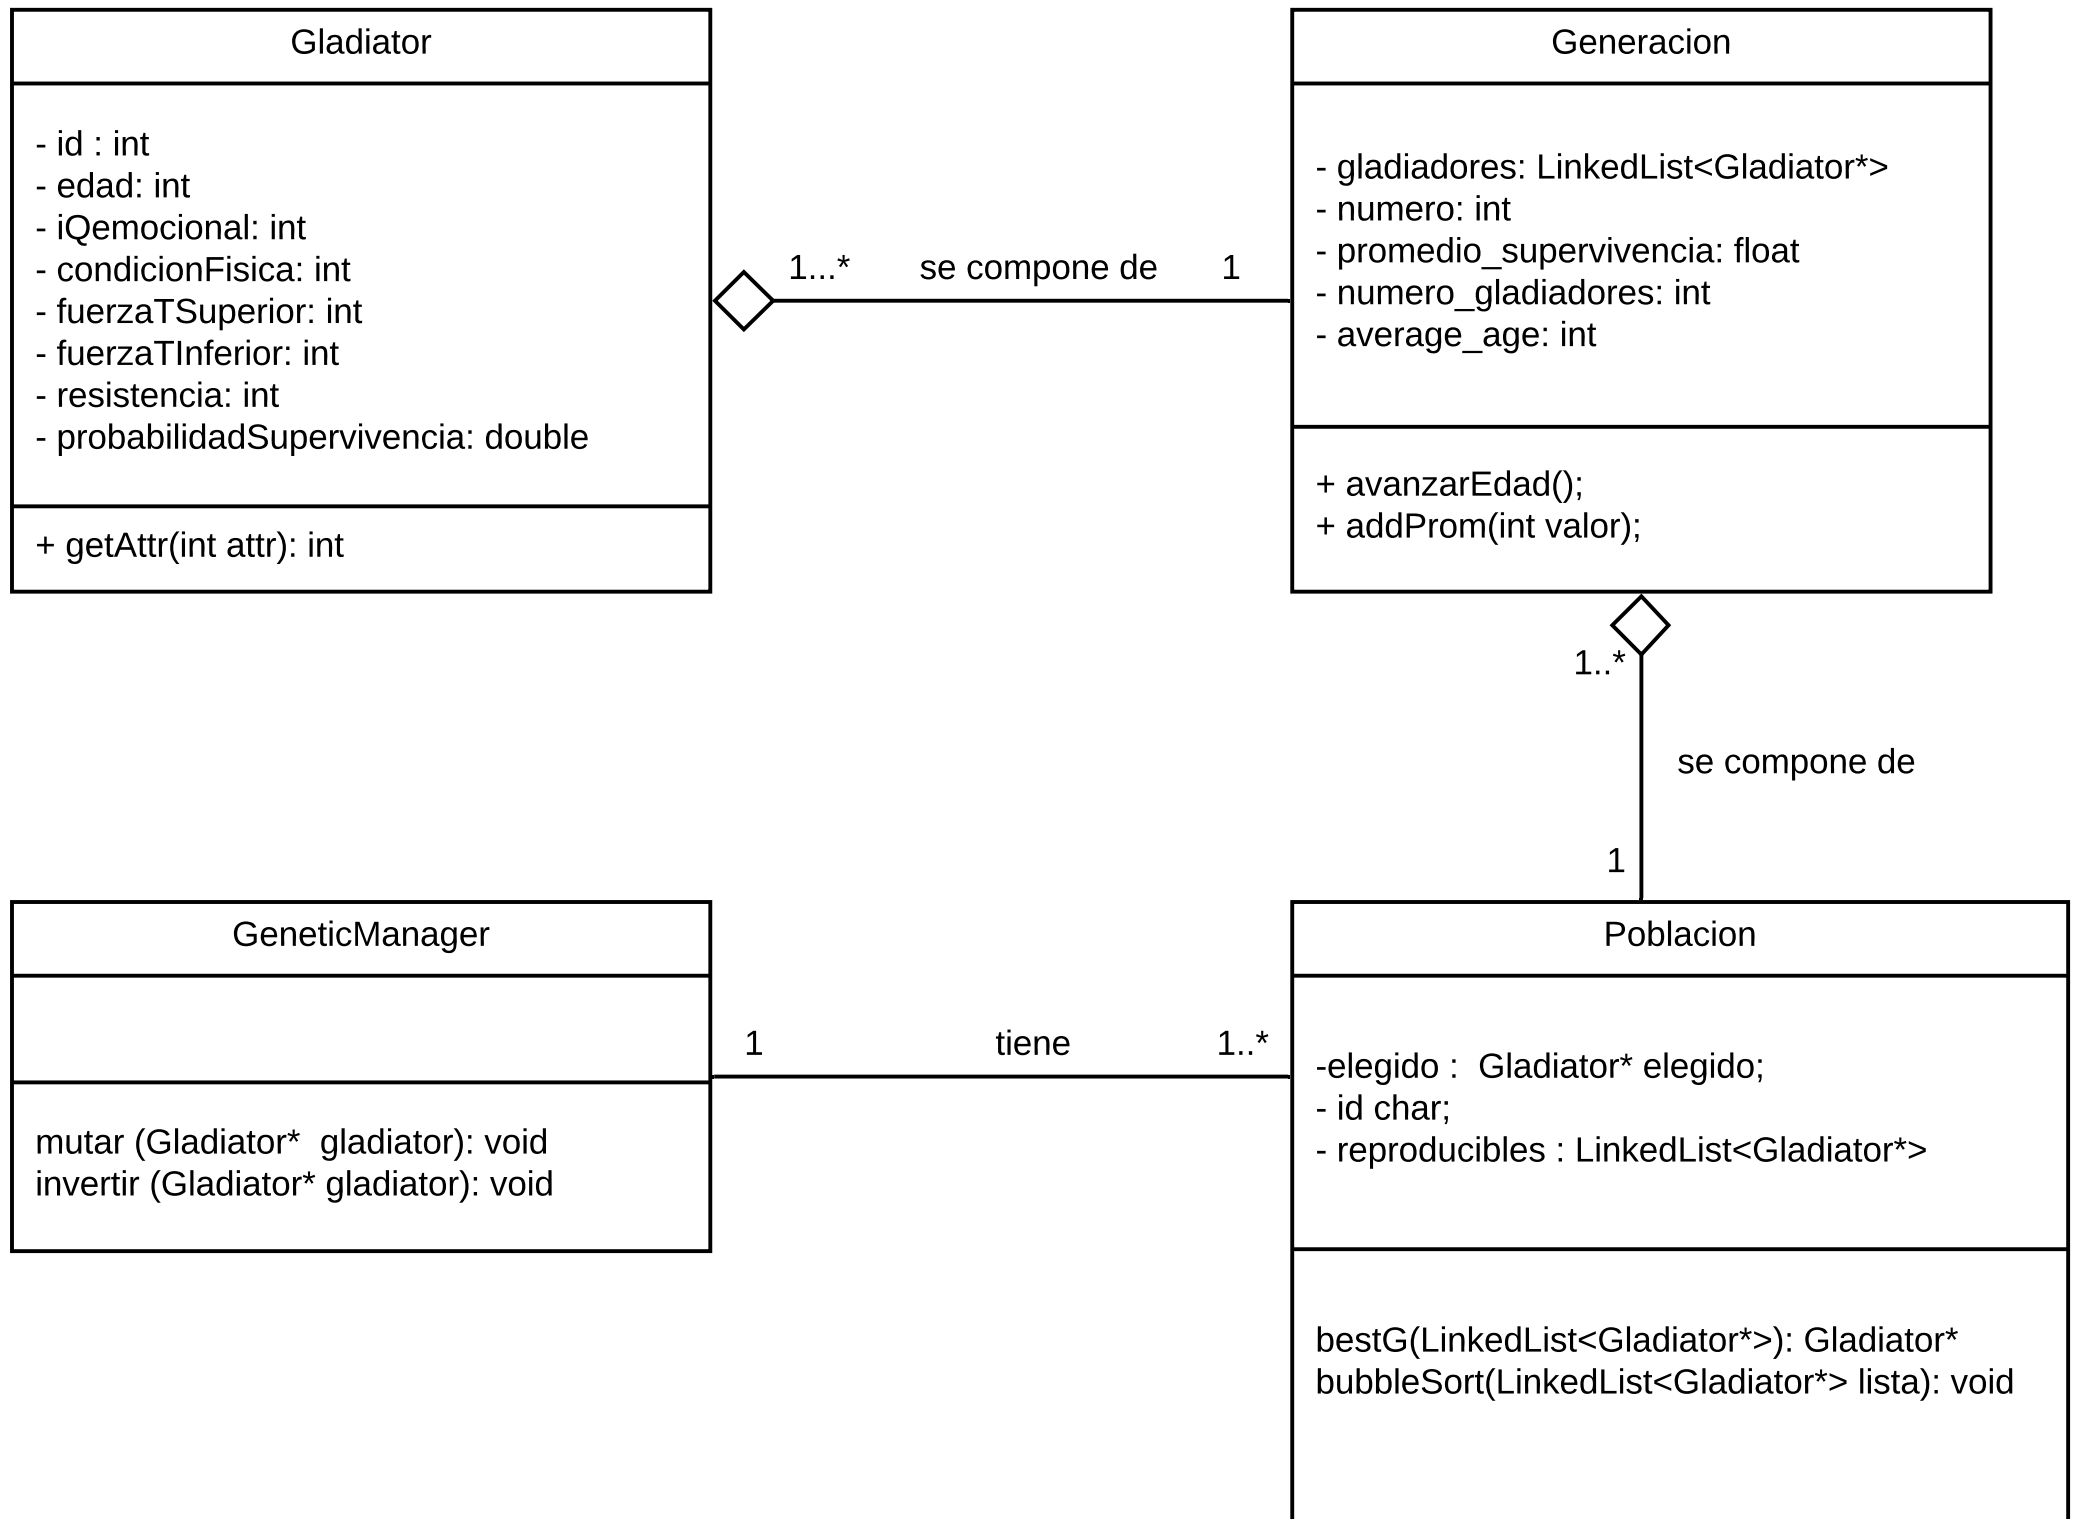 Gladiator
- id : int
- edad: int
- iQemocional: int
- condicionFisica: int
- fuerzaTSuperior: int
- fuerzaTInferior: int
- resistencia: int
- probabilidadSupervivencia: double
+ getAttr(int attr): int
1...* se compone de 1
Generacion
- gladiadores: LinkedList<Gladiator*>
- numero: int
- promedio_supervivencia: float
- numero_gladiadores: int
- average_age: int
+ avanzarEdad();
+ addProm(int valor);
1..*
se compone de
1
GeneticManager
mutar (Gladiator*  gladiator): void
invertir (Gladiator* gladiator): void
1 tiene 1..*
Poblacion
-elegido :  Gladiator* elegido;
- id char;
- reproducibles : LinkedList<Gladiator*>
bestG(LinkedList<Gladiator*>): Gladiator*
bubbleSort(LinkedList<Gladiator*> lista): void